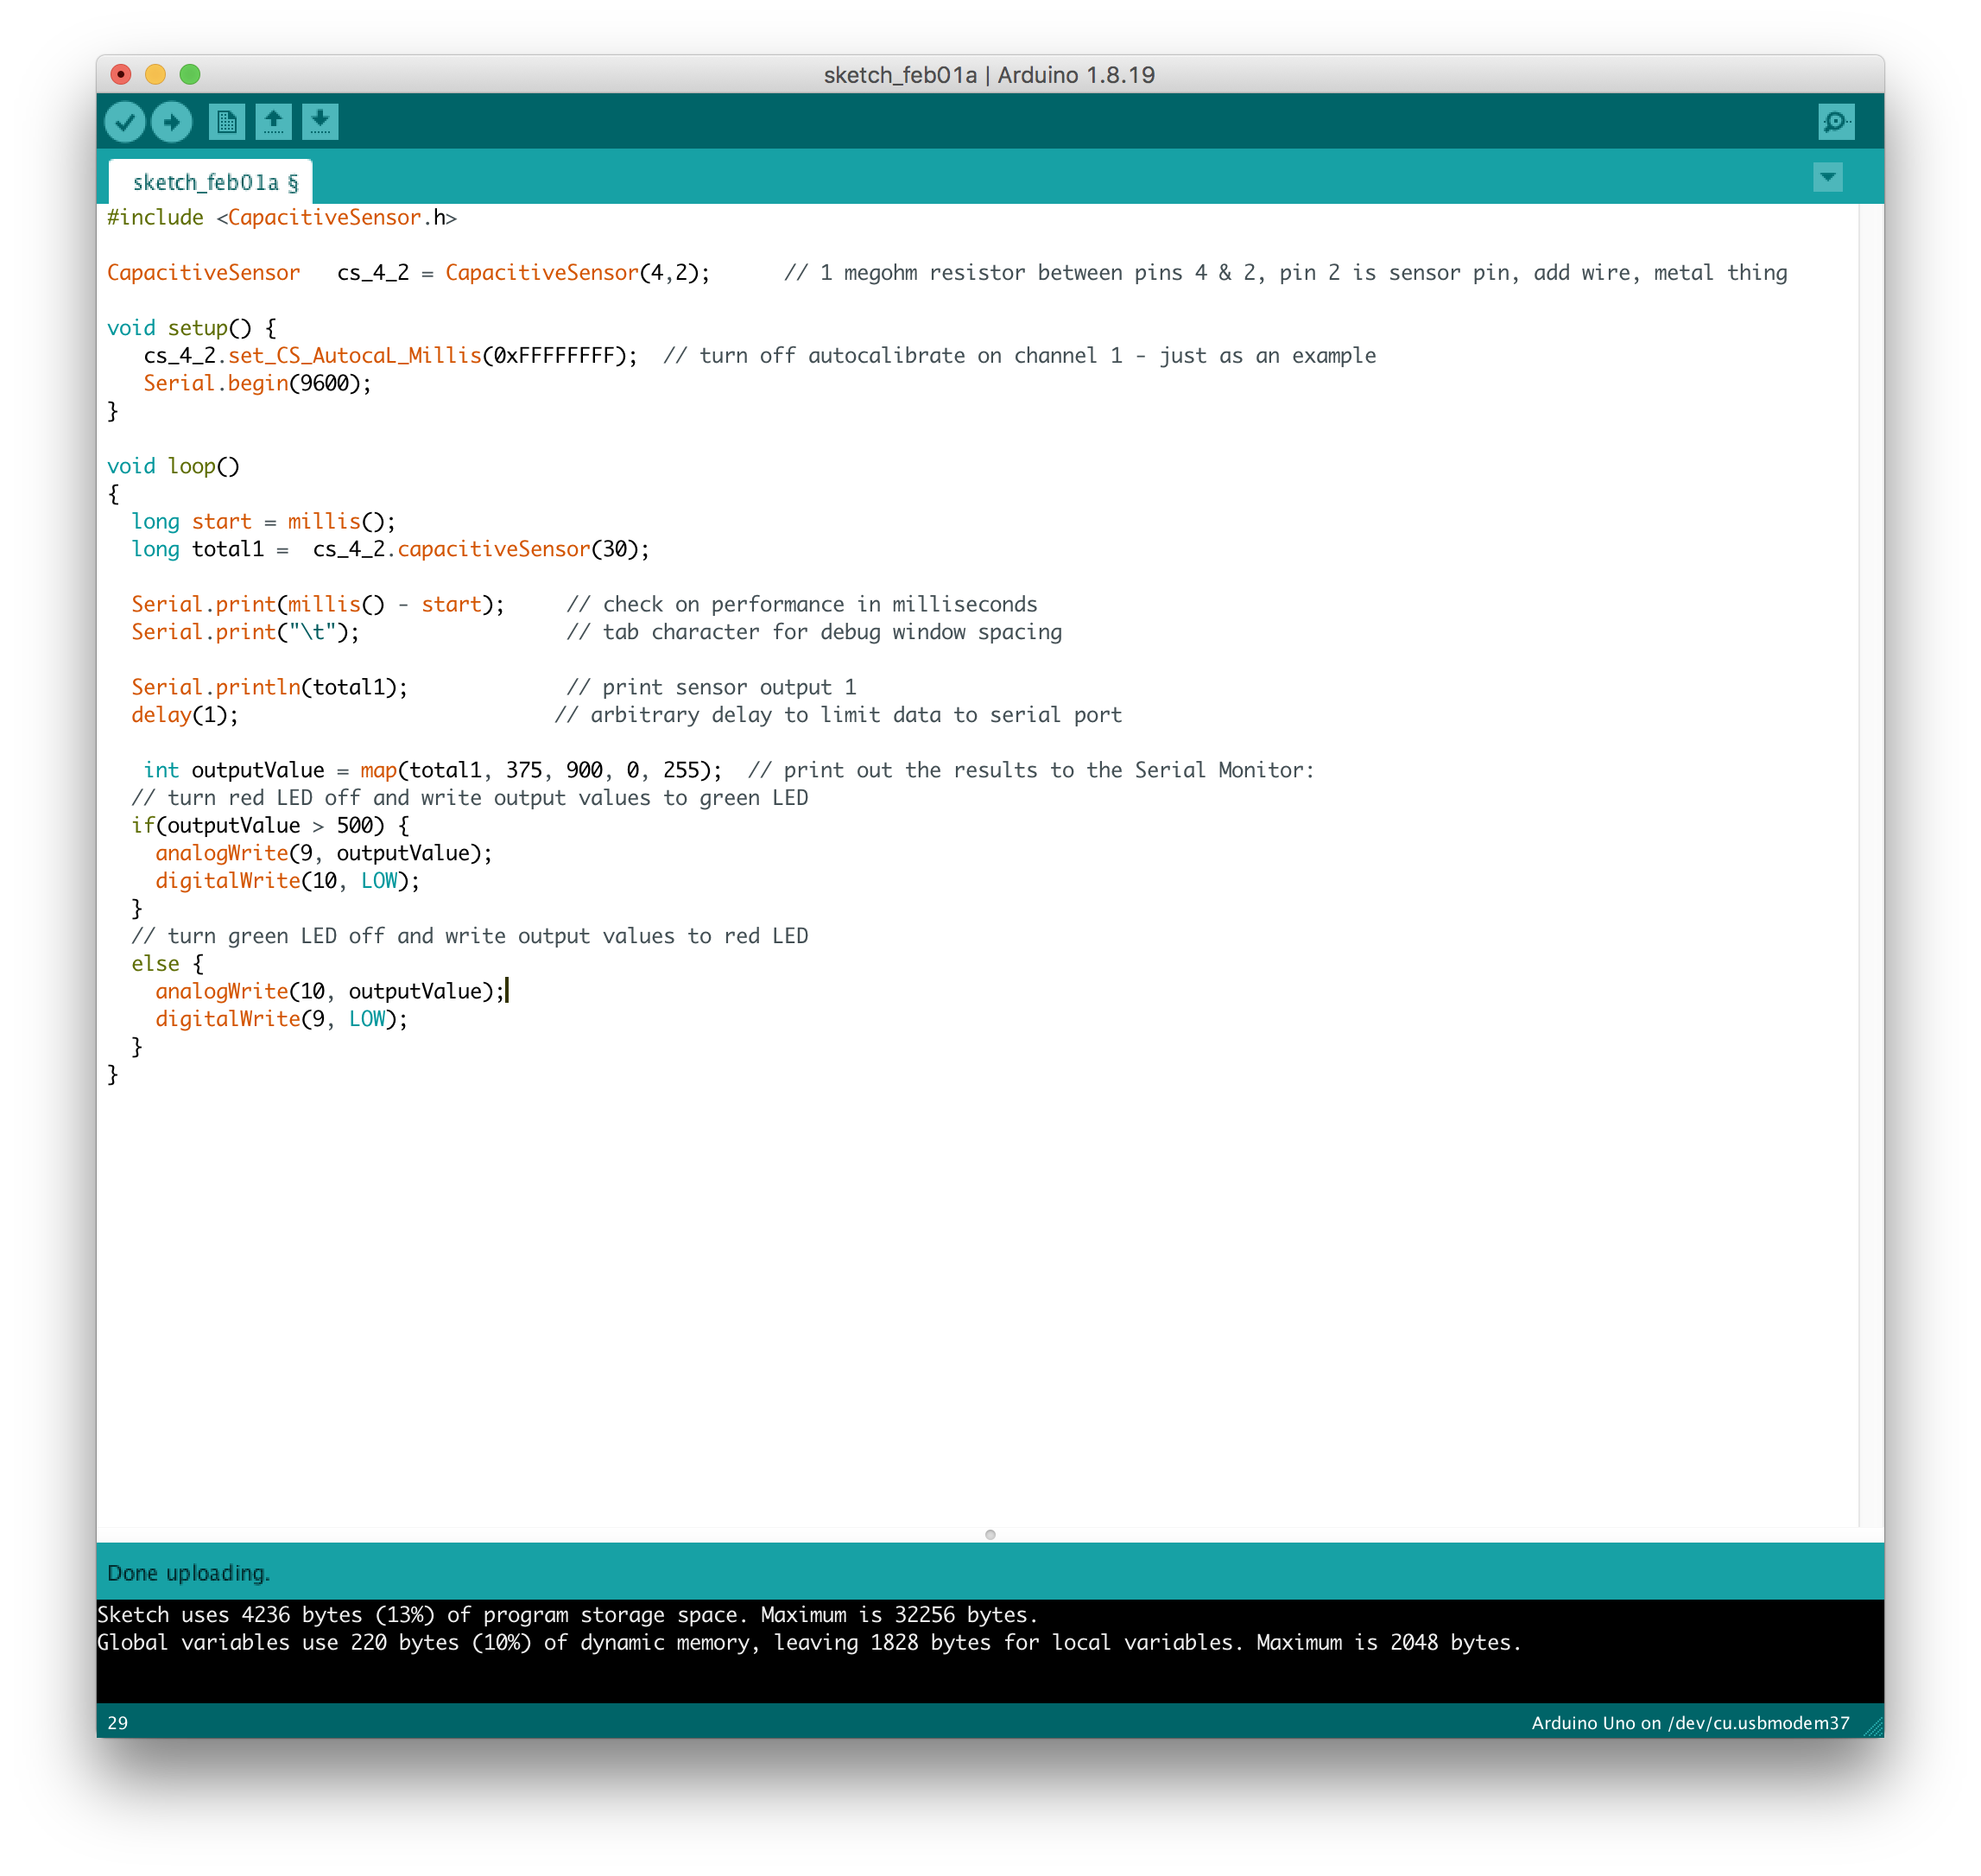 sketch_feb01a | Arduino 1.8.19
sketch_feb01a §
#include <CapacitiveSensor.h>
CapacitiveSensor   cs_4_2 = CapacitiveSensor(4,2);      // 1 megohm resistor between pins 4 & 2, pin 2 is sensor pin, add wire, metal thing
void setup() {
   cs_4_2.set_CS_AutocaL_Millis(0xFFFFFFFF);  // turn off autocalibrate on channel 1 - just as an example
   Serial.begin(9600);
}
void loop()
{
  long start = millis();
  long total1 =  cs_4_2.capacitiveSensor(30);
  Serial.print(millis() - start);     // check on performance in milliseconds
  Serial.print("\t");                 // tab character for debug window spacing
  Serial.println(total1);             // print sensor output 1
  delay(1);                          // arbitrary delay to limit data to serial port
   int outputValue = map(total1, 375, 900, 0, 255);  // print out the results to the Serial Monitor:
  // turn red LED off and write output values to green LED
  if(outputValue > 500) {
    analogWrite(9, outputValue);
    digitalWrite(10, LOW);
  }
  // turn green LED off and write output values to red LED
  else {
    analogWrite(10, outputValue);
    digitalWrite(9, LOW);
  }
}
Done uploading.
Sketch uses 4236 bytes (13%) of program storage space. Maximum is 32256 bytes.
Global variables use 220 bytes (10%) of dynamic memory, leaving 1828 bytes for local variables. Maximum is 2048 bytes.
29
Arduino Uno on /dev/cu.usbmodem37